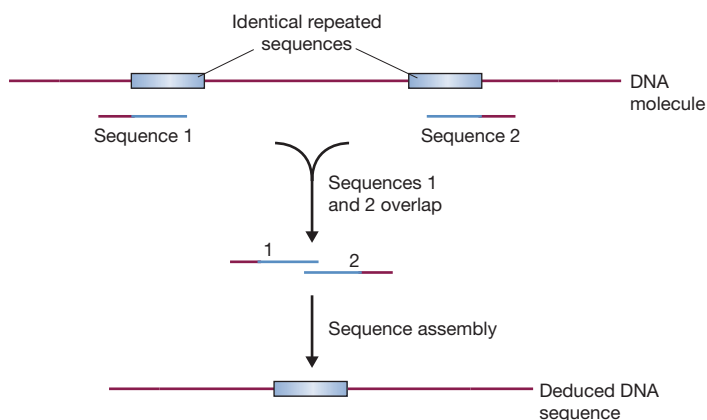 Identical repeated
sequences
DNA
molecule
Sequence 1
Sequence 2
Sequences 1
and 2 overlap
1
2
Sequence assembly
Deduced DNA
sequence